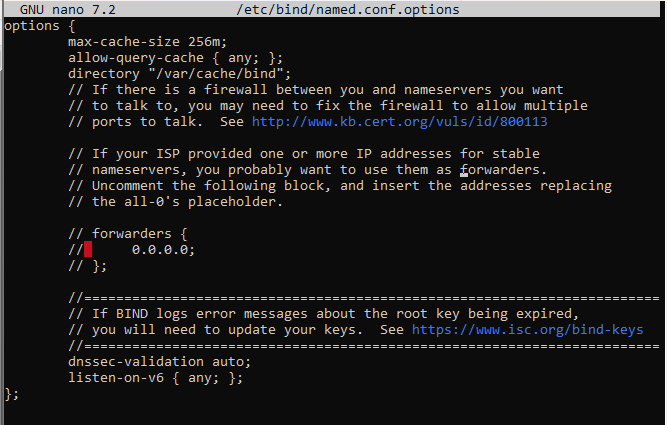 GNU nano 7.2 /etc/bind/named.conf.options
options {
max-cache-size 256m;
allow-query-cache { any; };
directory "/var/cache/bind";
// If there is a firewall between you and nameservers you want
// to talk to, you may need to fix the firewall to allow multiple
// ports to talk.  See http://www.kb.cert.org/vuls/id/800113
// If your ISP provided one or more IP addresses for stable
// nameservers, you probably want to use them as forwarders.
// Uncomment the following block, and insert the addresses replacing
// the all-0's placeholder.
// forwarders {
//      0.0.0.0;
// };
//========================================================================
// If BIND logs error messages about the root key being expired,
// you will need to update your keys.  See https://www.isc.org/bind-keys
//========================================================================
dnssec-validation auto;
listen-on-v6 { any; };
};